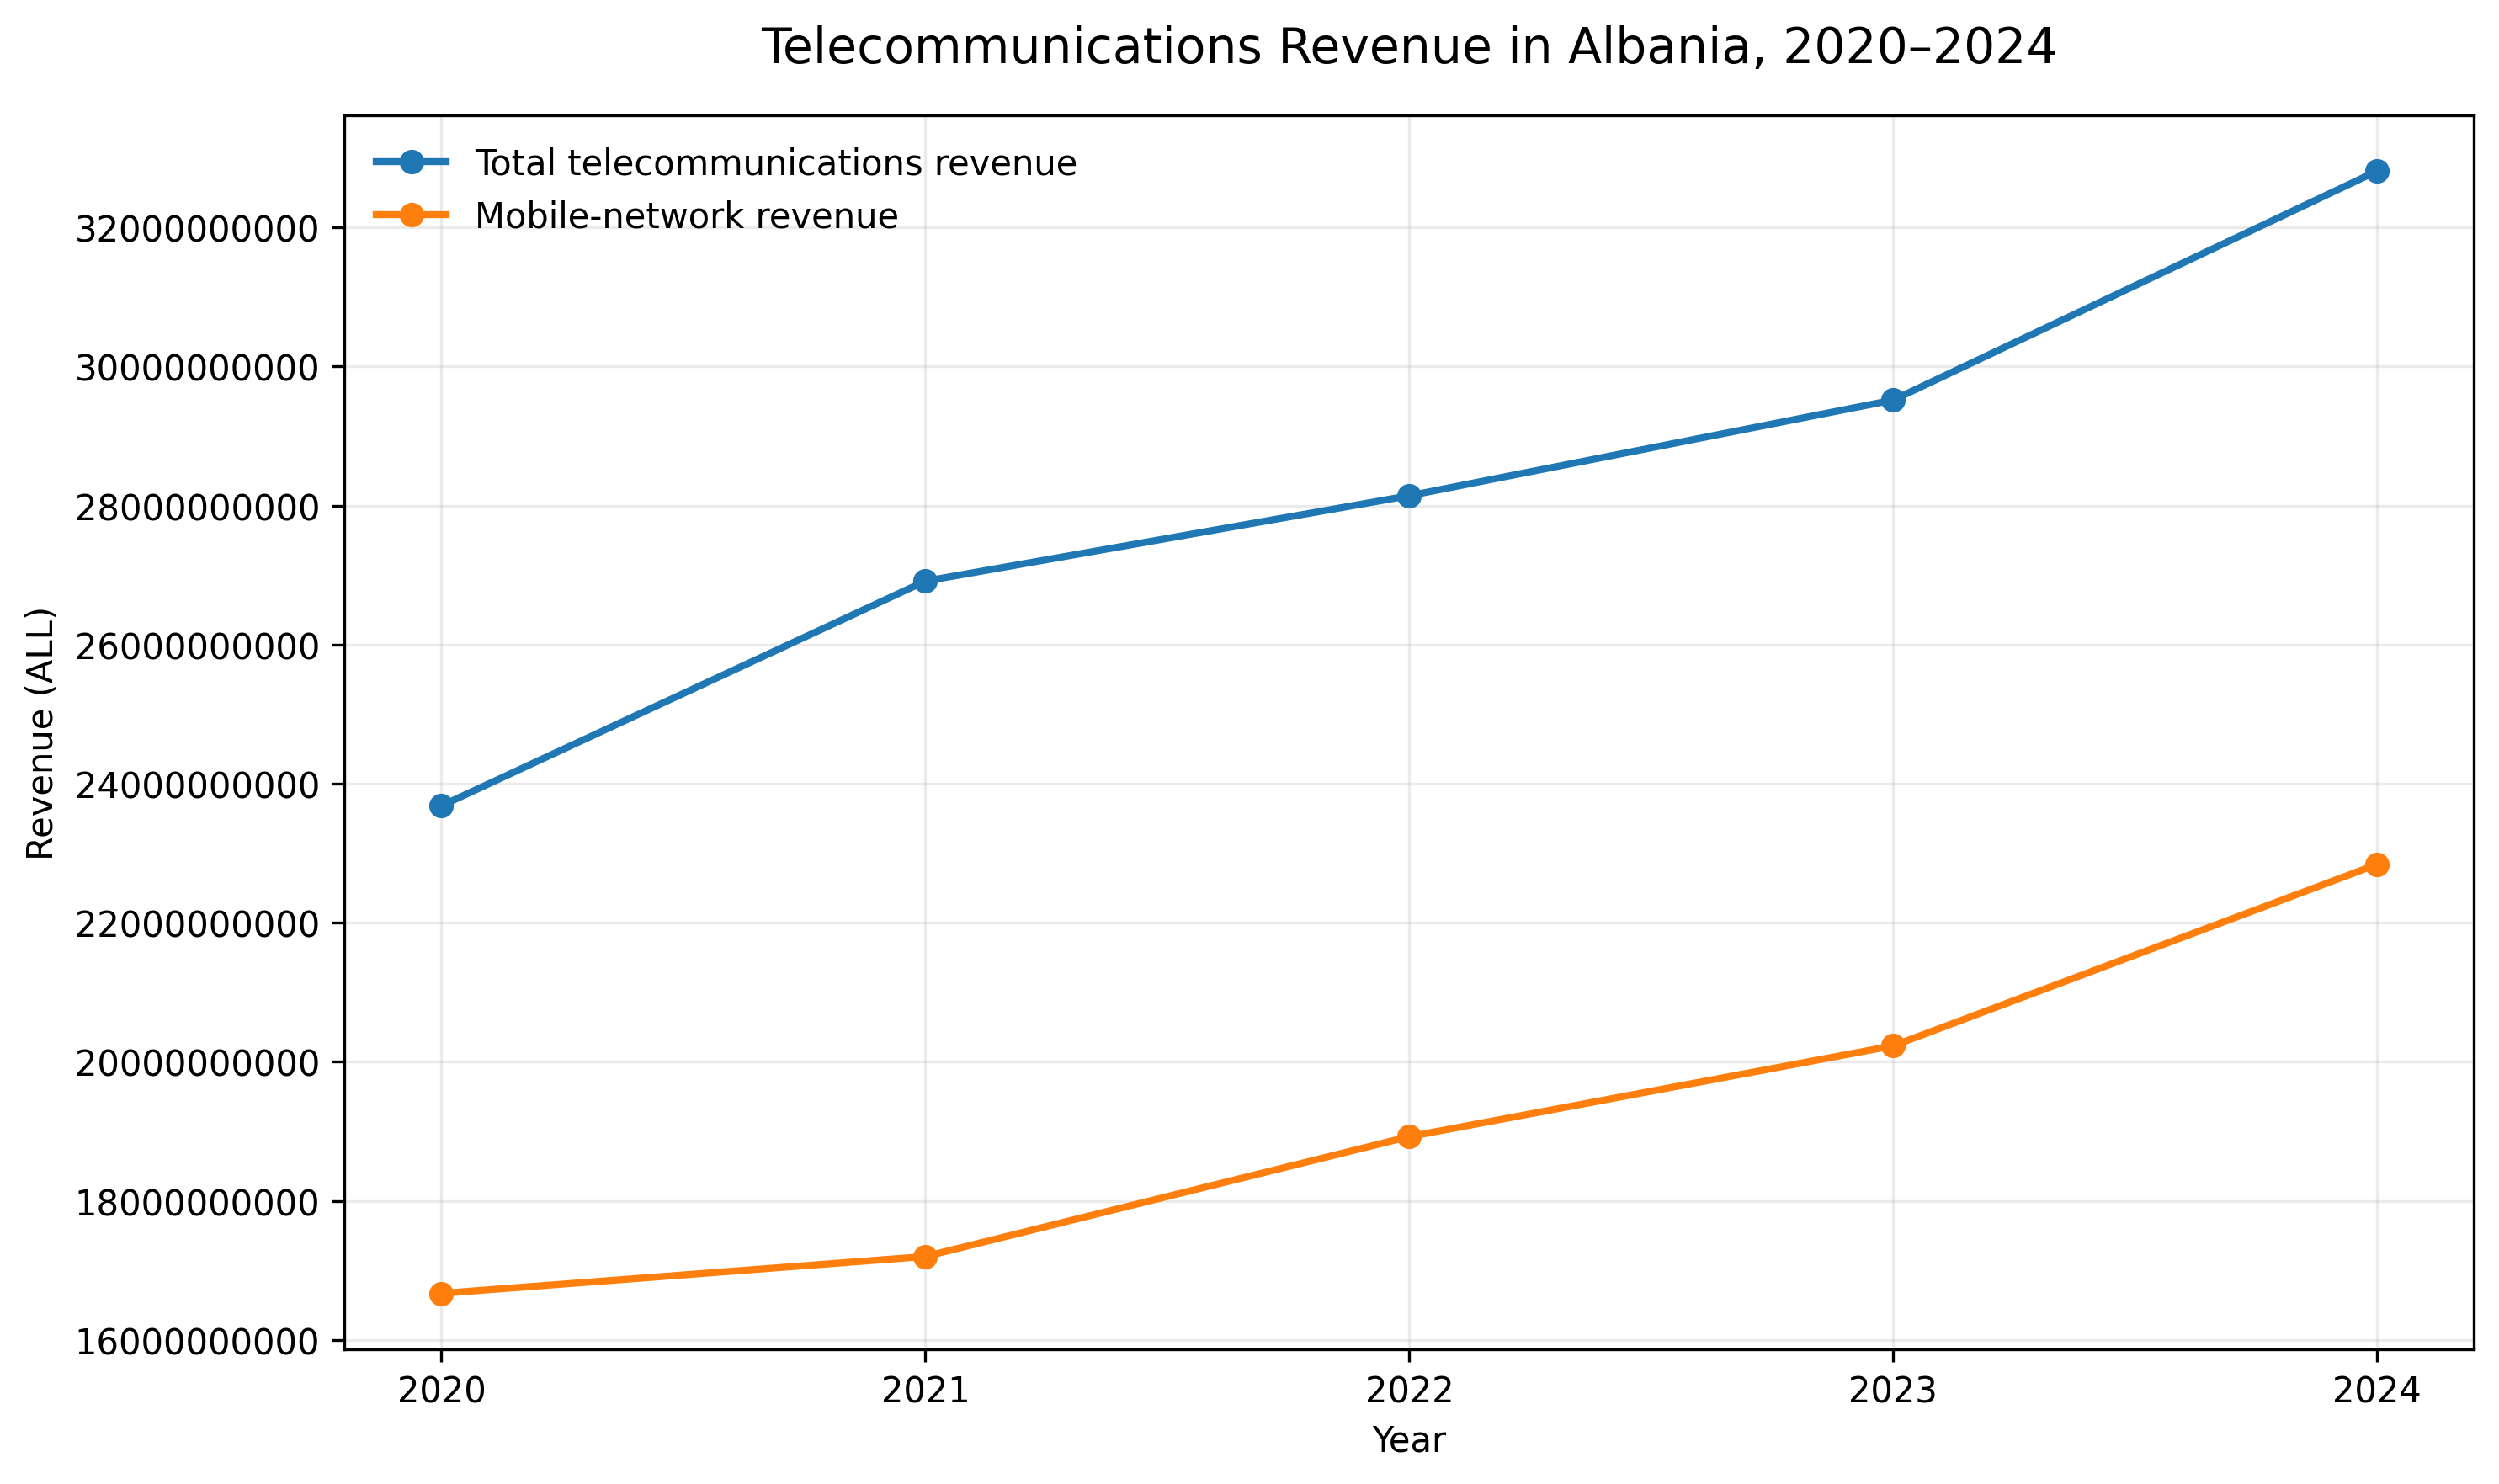 Telecommunications Revenue in Albania, 2020–2024
Total telecommunications revenue
Mobile-network revenue
32000000000
30000000000
28000000000
26000000000
24000000000
22000000000
20000000000
18000000000
16000000000
Revenue (ALL)
2020
2021
2022
2023
2024
Year